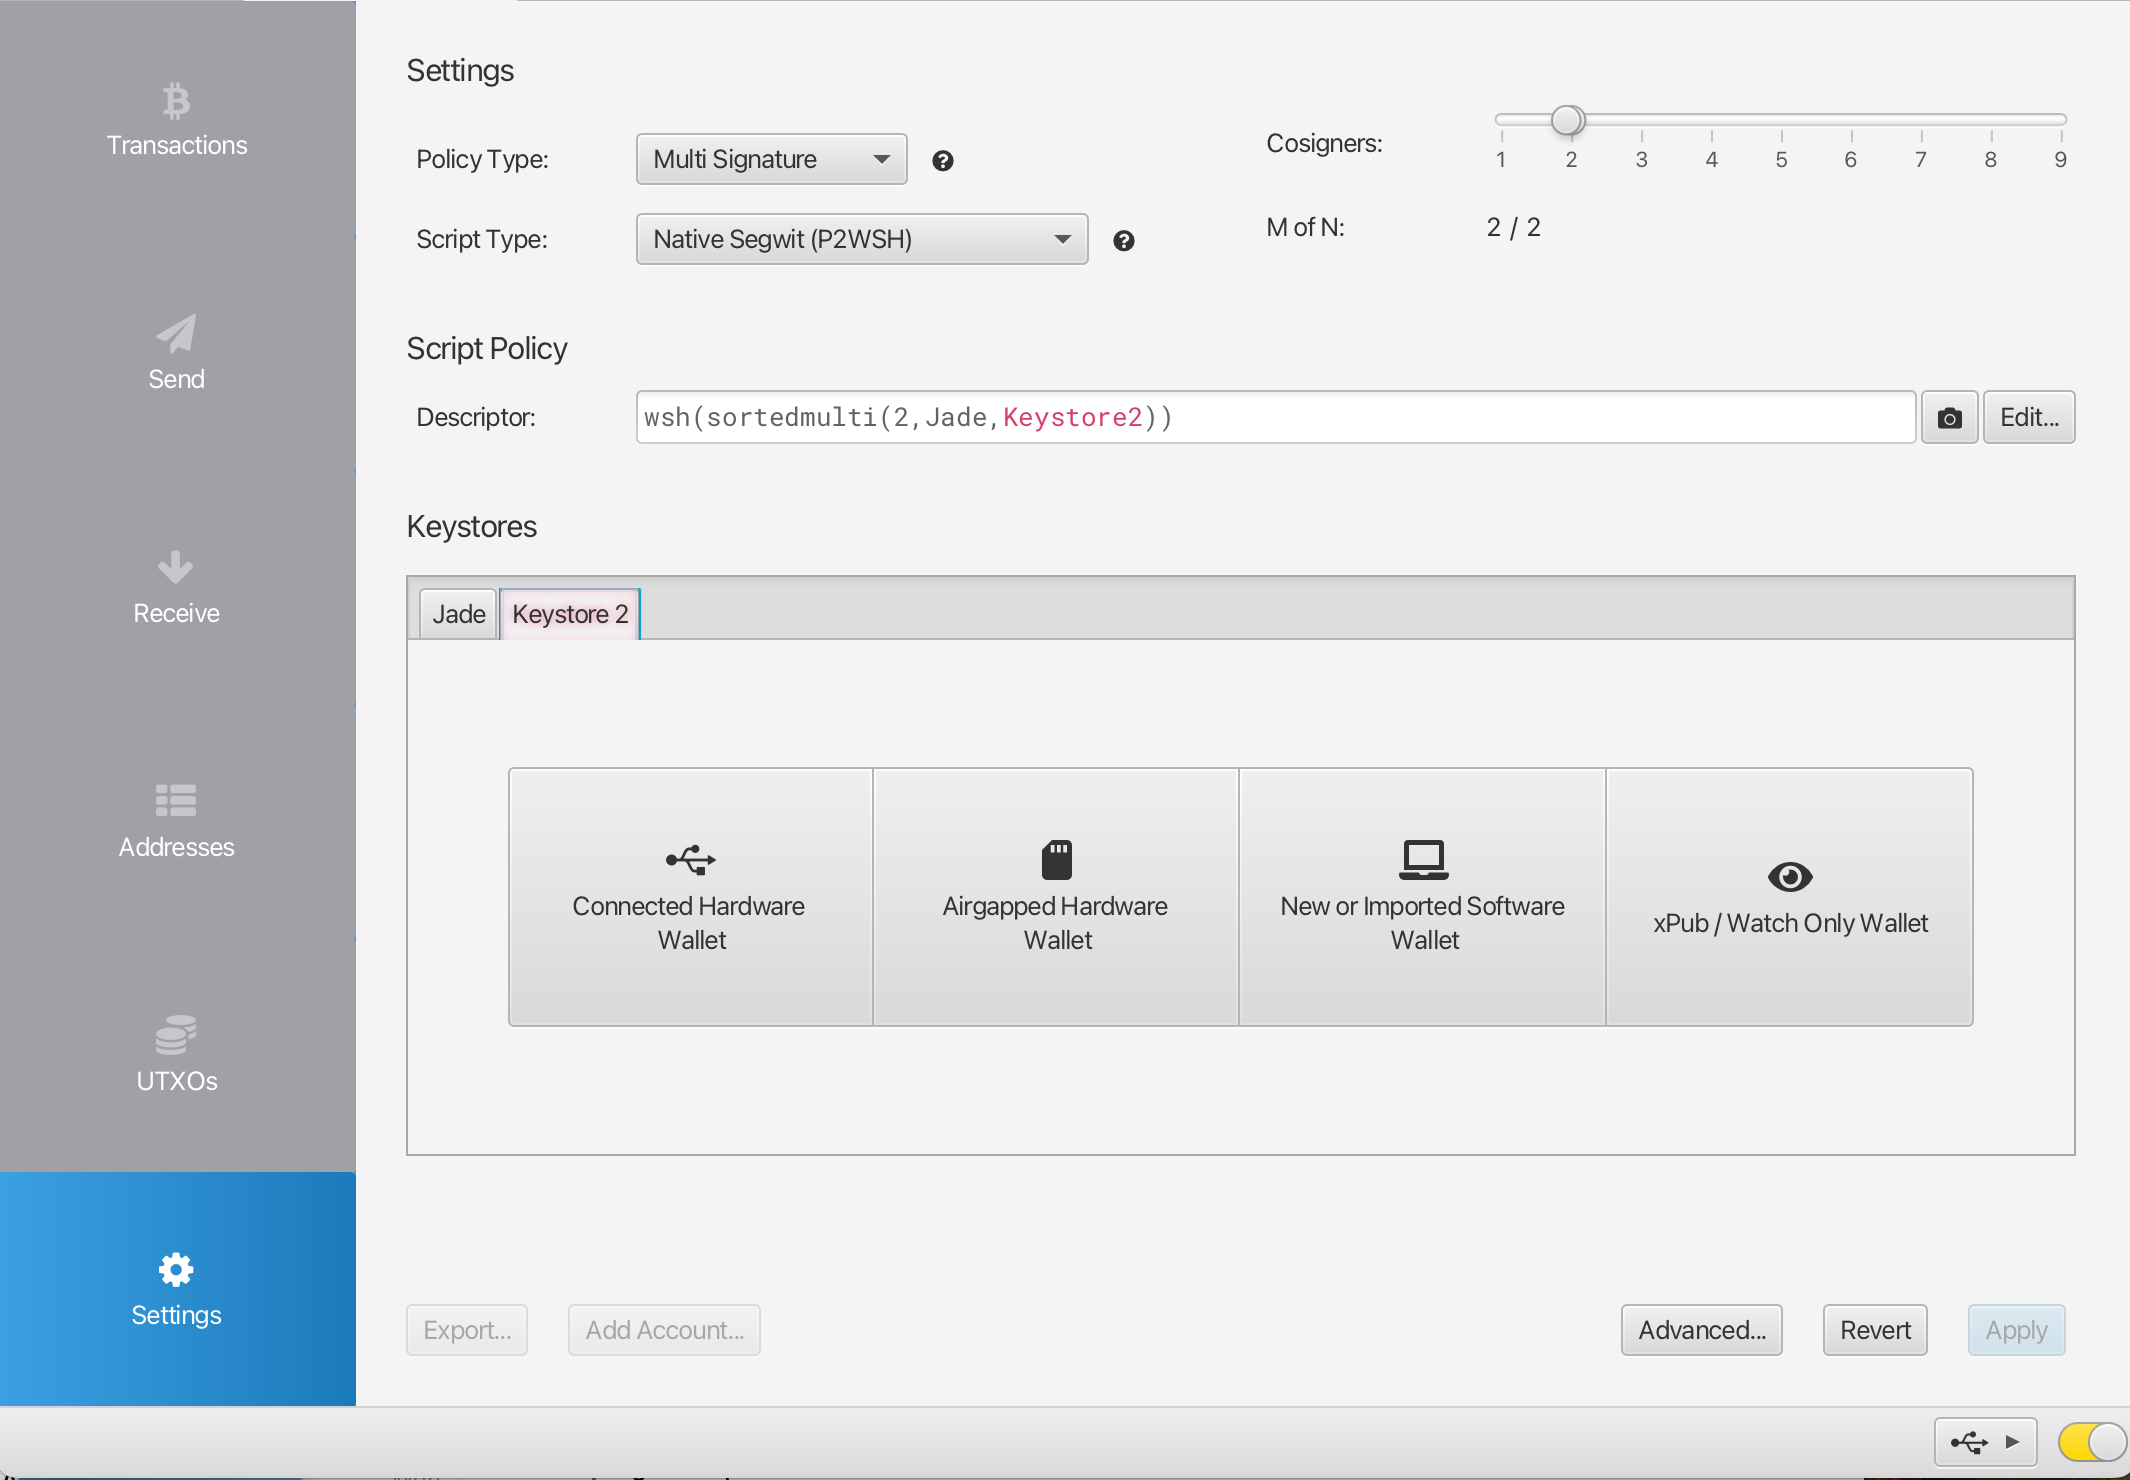 Transactions
Send
Receive
Addresses
UTXOs
Settings
Settings
Policy Type:
Multi Signature
Script Type:
Native Segwit (P2WSH)
Cosigners:
1 2 3 4 5 6 7 8 9
M of N:
2 / 2
Script Policy
Descriptor:
wsh(sortedmulti(2,Jade,Keystore2))
Edit...
Keystores
Jade
Keystore 2
Connected Hardware
Wallet
Airgapped Hardware
Wallet
New or Imported Software
Wallet
xPub / Watch Only Wallet
Export...
Add Account...
Advanced...
Revert
Apply